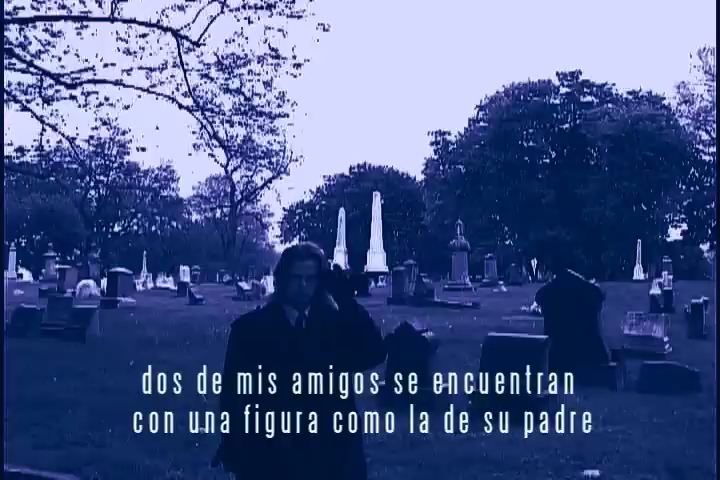 dos de mis amigos se encuentran
con una figura como la de su padre